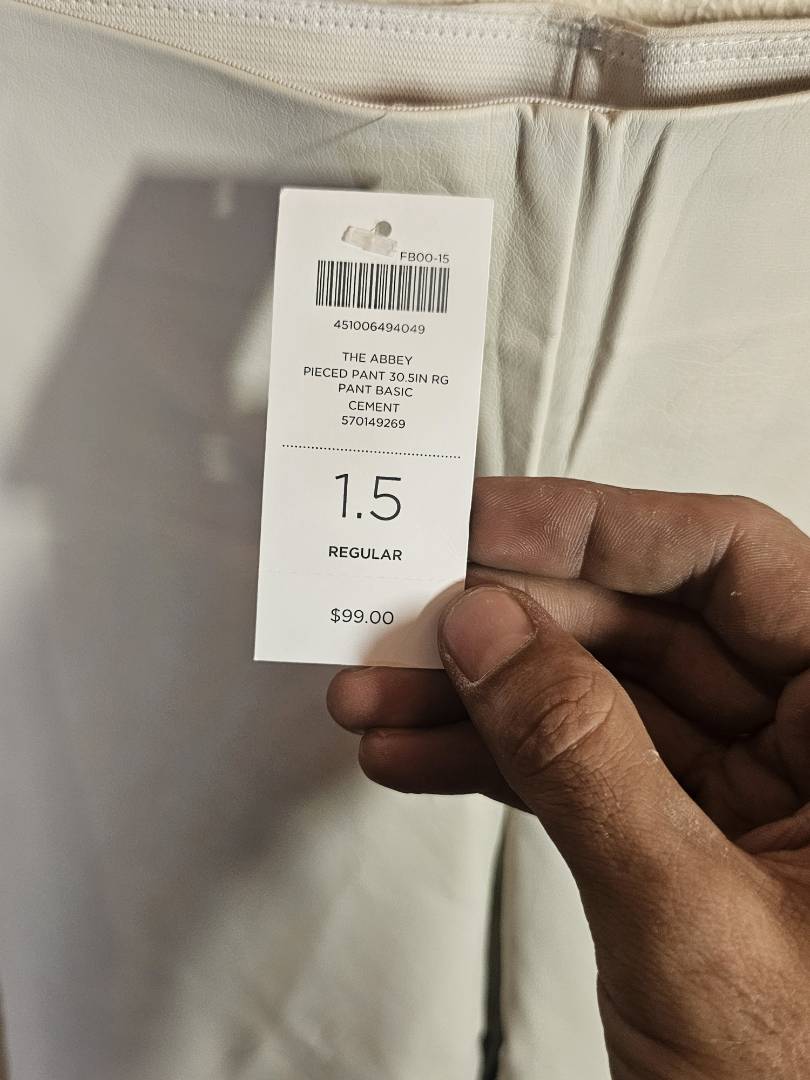 FB00-15
451006494049
THE ABBEY
PIECED PANT 30.5IN RG
PANT BASIC
CEMENT
570149269
1.5
REGULAR
$99.00